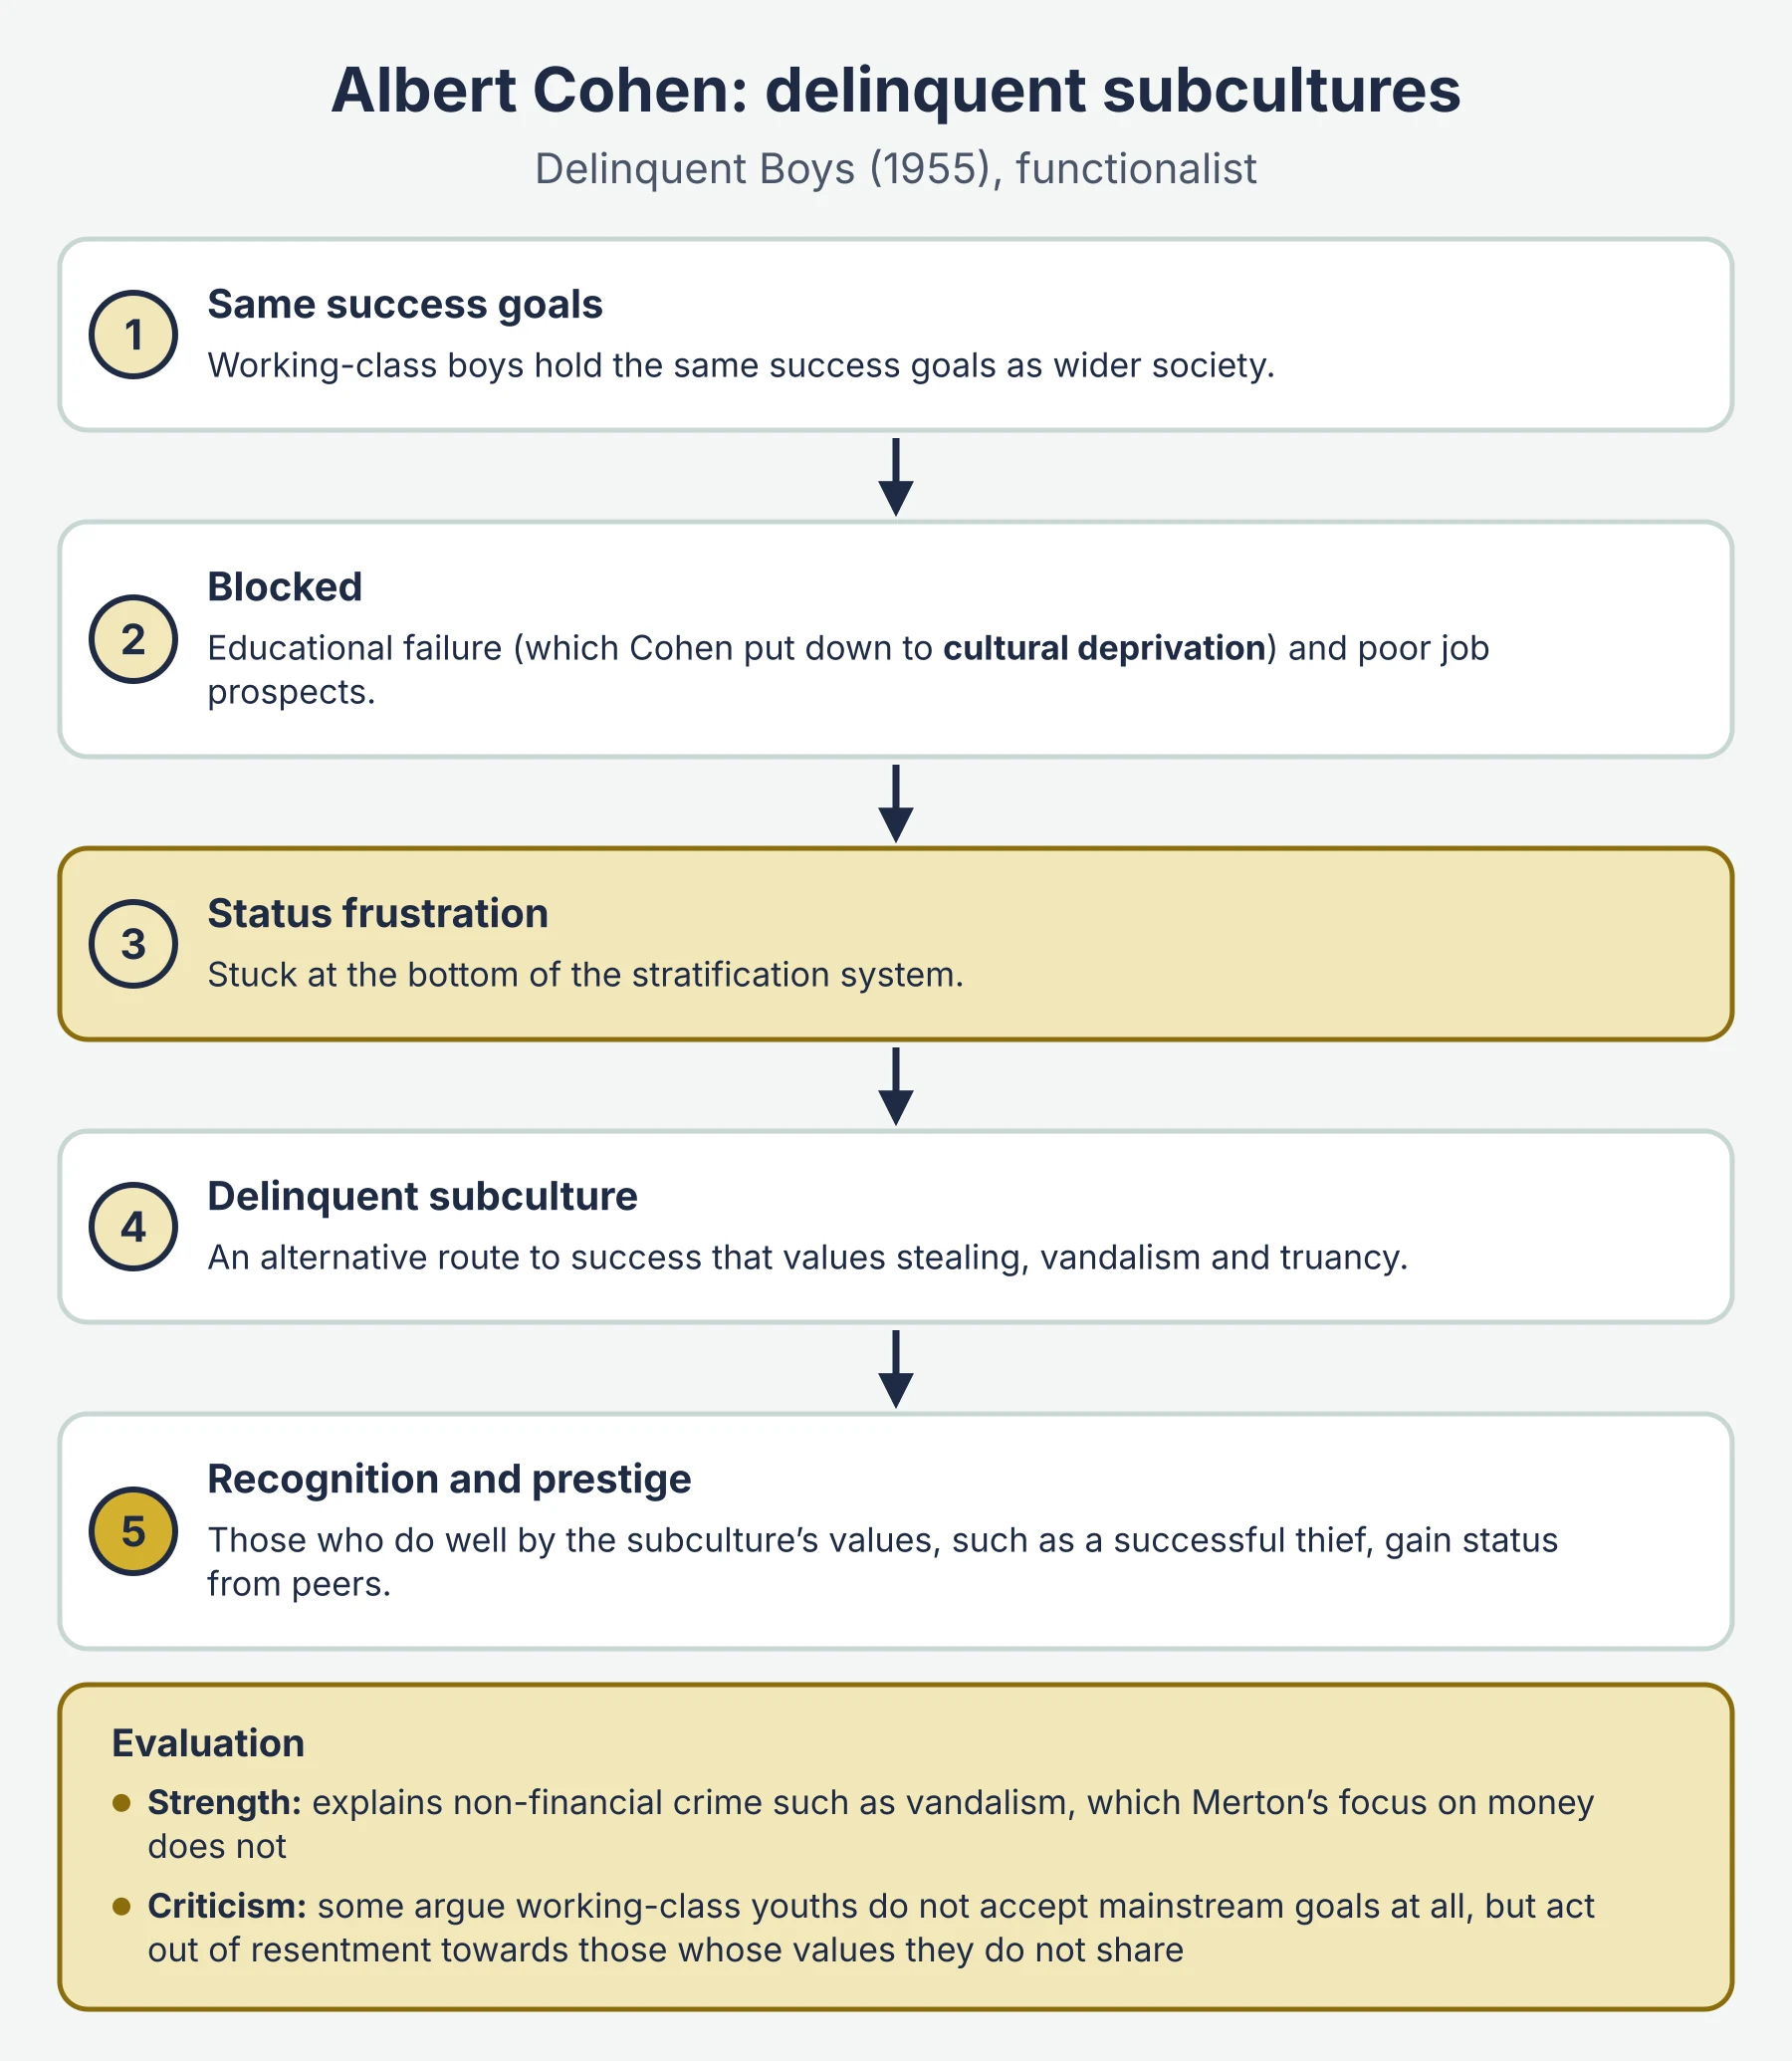 Albert Cohen: delinquent subcultures
Delinquent Boys (1955), functionalist
1
Same success goals
Working-class boys hold the same success goals as wider society.
2
Blocked
Educational failure (which Cohen put down to cultural deprivation) and poor job
prospects.
3
Status frustration
Stuck at the bottom of the stratification system.
4
Delinquent subculture
An alternative route to success that values stealing, vandalism and truancy.
5
Recognition and prestige
Those who do well by the subculture’s values, such as a successful thief, gain status
from peers.
Evaluation
Strength: explains non-financial crime such as vandalism, which Merton’s focus on money
does not
Criticism: some argue working-class youths do not accept mainstream goals at all, but act
out of resentment towards those whose values they do not share